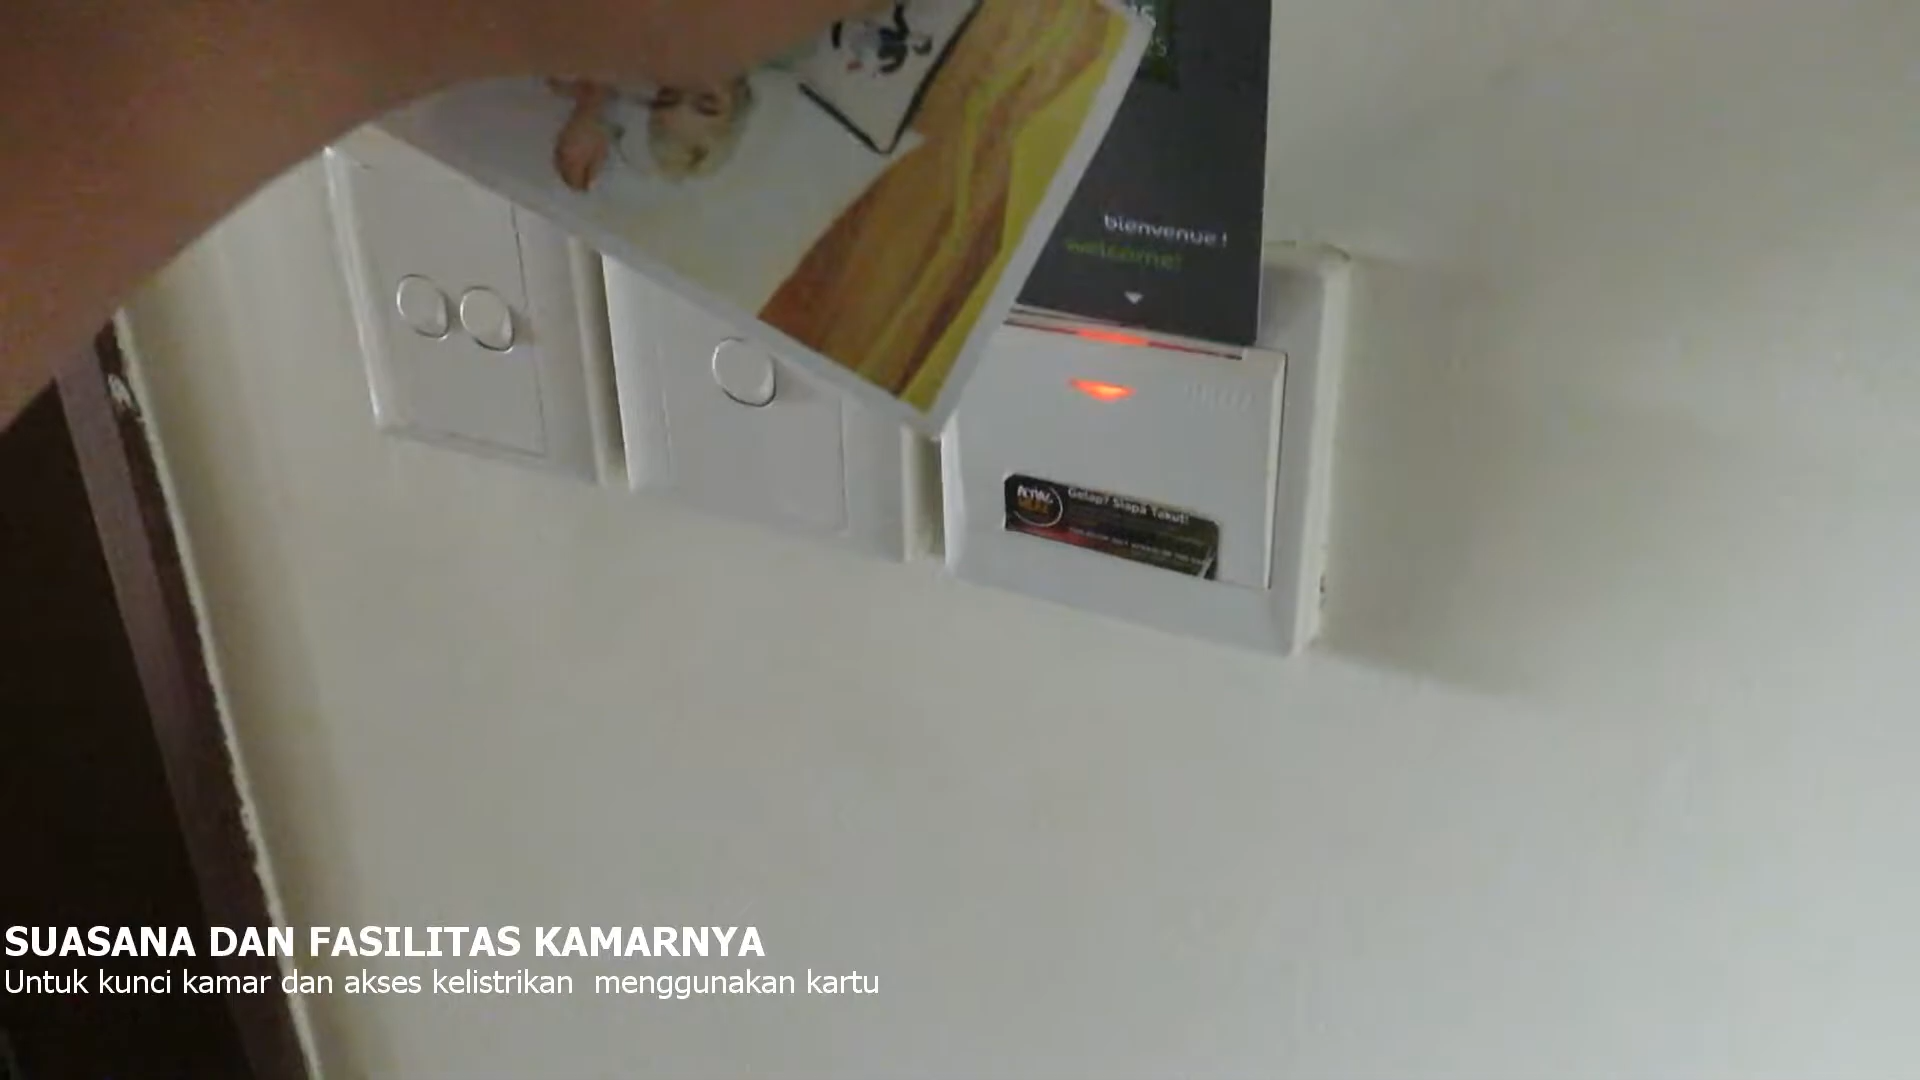 bienvenue !
welcome!
Gelap? Siapa Takut!
SUASANA DAN FASILITAS KAMARNYA
Untuk kunci kamar dan akses kelistrikan  menggunakan kartu